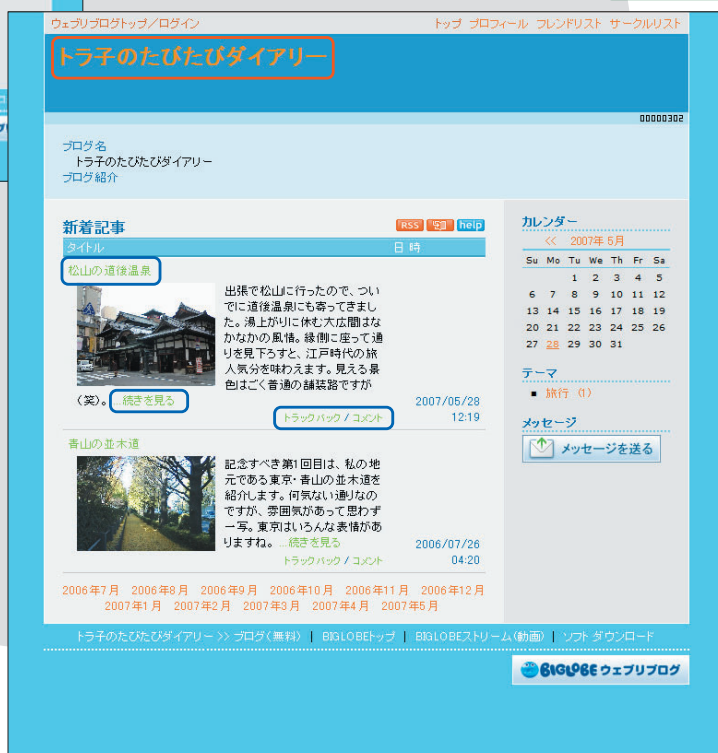 ウェブリブログトップ/ログイン
トップ プロフィール フレンドリスト サークルリスト
トラ子のたびたびダイアリー
00000302
ブログ名
トラ子のたびたびダイアリー
ブログ紹介
新着記事
RSS help
タイトル 日 時
松山の道後温泉
出張で松山に行ったので、つい
でに道後温泉にも寄ってきまし
た。湯上がりに休む大広間はな
かなかの風情。縁側に座って通
りを見下ろすと、江戸時代の旅
人気分を味わえます。見える景
色はごく普通の舗装路ですが
(笑)。...続きを見る
2007/05/28
トラックバック / コメント
12:19
青山の並木道
記念すべき第1回目は、私の地
元である東京・青山の並木道を
紹介します。何気ない通りなの
ですが、雰囲気があって思わず
一写。東京はいろんな表情があ
りますね。...続きを見る
2006/07/26
トラックバック / コメント
04:20
2006年7月 2006年8月 2006年9月 2006年10月 2006年11月 2006年12月
2007年1月 2007年2月 2007年3月 2007年4月 2007年5月
カレンダー
<< 2007年 5月
Su Mo Tu We Th Fr Sa
1 2 3 4 5
6 7 8 9 10 11 12
13 14 15 16 17 18 19
20 21 22 23 24 25 26
27 28 29 30 31
テーマ
■ 旅行 (1)
メッセージ
メッセージを送る
トラ子のたびたびダイアリー >> ブログ(無料) | BIGLOBEトップ | BIGLOBEストリーム(動画) | ソフトダウンロード
BIGLOBE ウェブリブログ